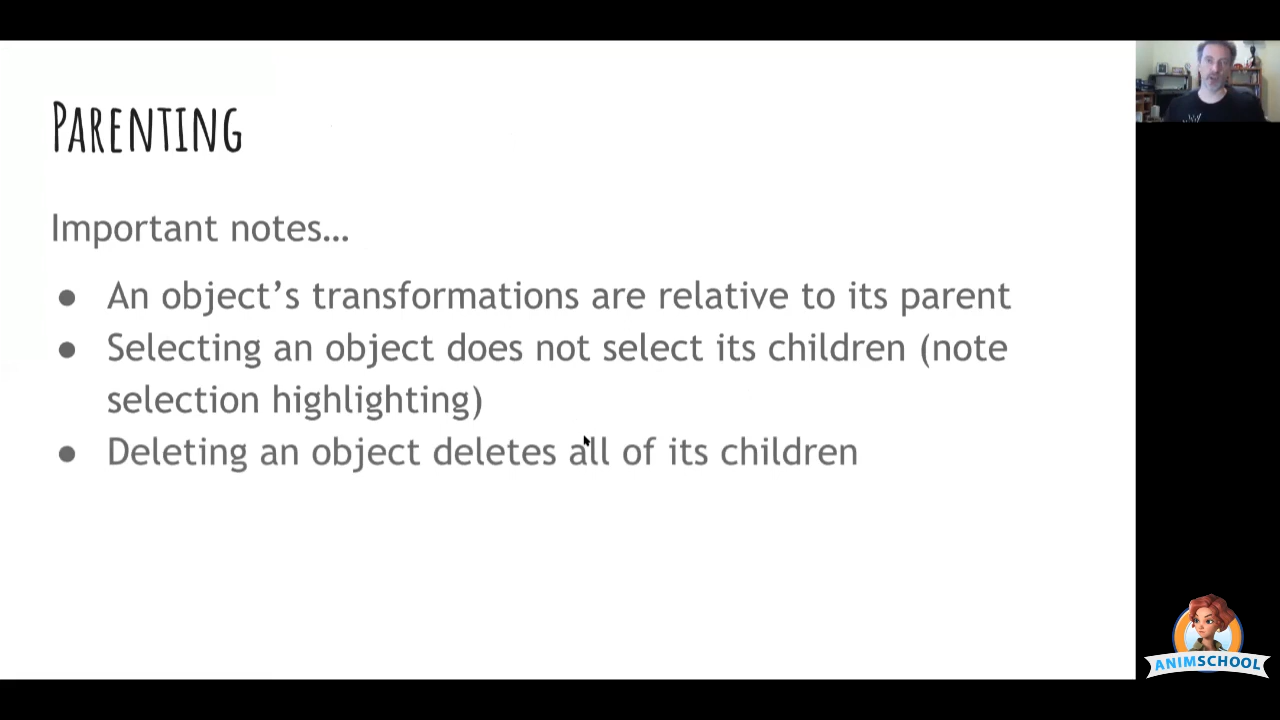 PARENTING
Important notes…
● An object’s transformations are relative to its parent
● Selecting an object does not select its children (note
selection highlighting)
● Deleting an object deletes all of its children
ANIMSCHOOL